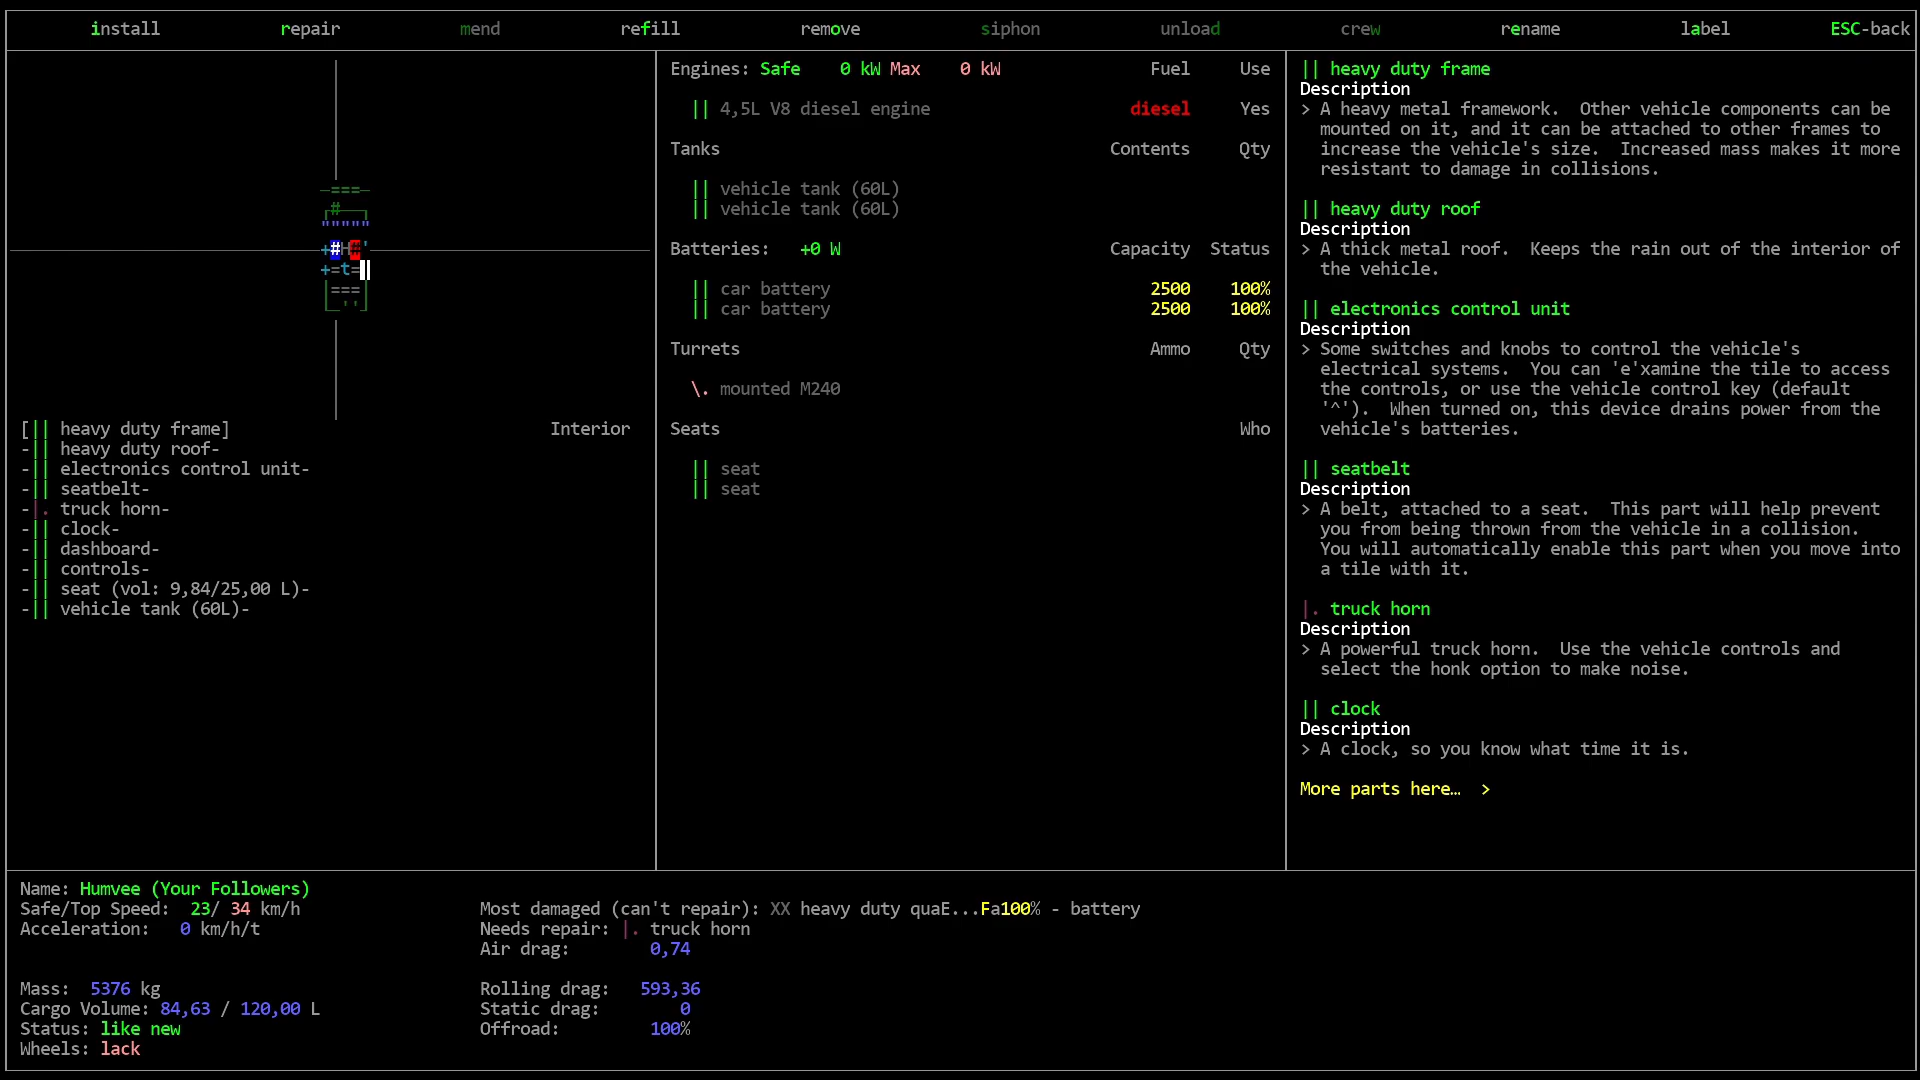 install repair mend refill remove siphon unload crew rename label ESC-back
[|| heavy duty frame] Interior
-|| heavy duty roof-
-|| electronics control unit-
-|| seatbelt-
-|. truck horn-
-|| clock-
-|| dashboard-
-|| controls-
-|| seat (vol: 9,84/25,00 L)-
-|| vehicle tank (60L)-
Engines: Safe 0 kW Max 0 kW Fuel Use
|| 4,5L V8 diesel engine diesel Yes
Tanks Contents Qty
|| vehicle tank (60L)
|| vehicle tank (60L)
Batteries: +0 W Capacity Status
|| car battery 2500 100%
|| car battery 2500 100%
Turrets Ammo Qty
\. mounted M240
Seats Who
|| seat
|| seat
|| heavy duty frame
Description
> A heavy metal framework. Other vehicle components can be
mounted on it, and it can be attached to other frames to
increase the vehicle's size. Increased mass makes it more
resistant to damage in collisions.
|| heavy duty roof
Description
> A thick metal roof. Keeps the rain out of the interior of
the vehicle.
|| electronics control unit
Description
> Some switches and knobs to control the vehicle's
electrical systems. You can 'e'xamine the tile to access
the controls, or use the vehicle control key (default
'^'). When turned on, this device drains power from the
vehicle's batteries.
|| seatbelt
Description
> A belt, attached to a seat. This part will help prevent
you from being thrown from the vehicle in a collision.
You will automatically enable this part when you move into
a tile with it.
|. truck horn
Description
> A powerful truck horn. Use the vehicle controls and
select the honk option to make noise.
|| clock
Description
> A clock, so you know what time it is.
More parts here… >
Name: Humvee (Your Followers)
Safe/Top Speed: 23/ 34 km/h
Acceleration: 0 km/h/t
Mass: 5376 kg
Cargo Volume: 84,63 / 120,00 L
Status: like new
Wheels: lack
Most damaged (can't repair): XX heavy duty quaE...Fa100% - battery
Needs repair: |. truck horn
Air drag: 0,74
Rolling drag: 593,36
Static drag: 0
Offroad: 100%